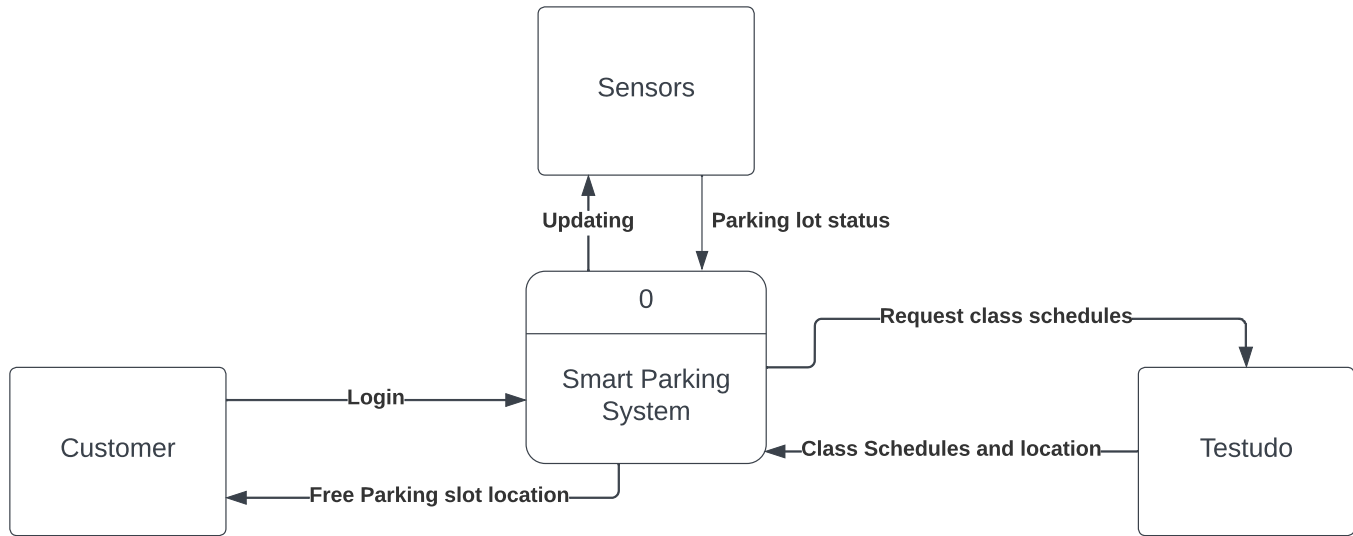 Sensors
Updating
Parking lot status
0
Request class schedules
Smart Parking
System
Login
Customer
Class Schedules and location
Testudo
Free Parking slot location